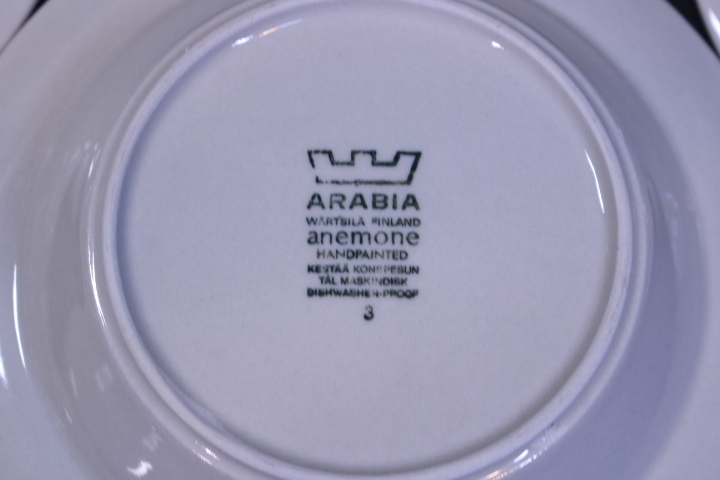 ARABIA
WÄRTSILÄ FINLAND
anemone
HANDPAINTED
KESTÄÄ KONEPESUN
TÅL MASKINDISK
DISHWASHER-PROOF
3